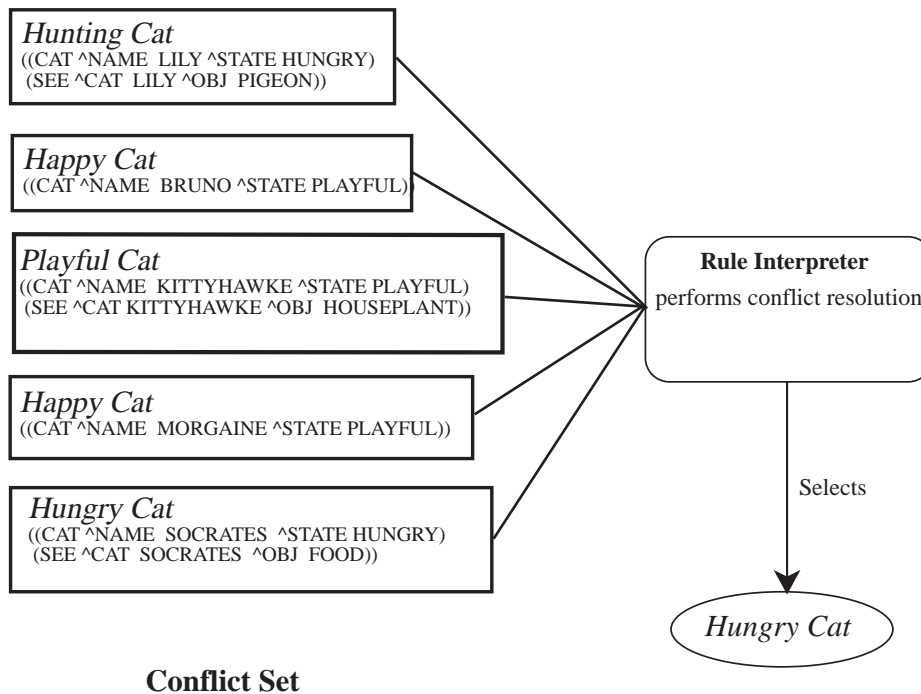 Hunting Cat
((CAT ^NAME LILY ^STATE HUNGRY)
(SEE ^CAT LILY ^OBJ PIGEON))
Happy Cat
((CAT ^NAME BRUNO ^STATE PLAYFUL))
Playful Cat
((CAT ^NAME KITTYHAWKE ^STATE PLAYFUL)
(SEE ^CAT KITTYHAWKE ^OBJ HOUSEPLANT))
Happy Cat
((CAT ^NAME MORGAINE ^STATE PLAYFUL))
Hungry Cat
((CAT ^NAME SOCRATES ^STATE HUNGRY)
(SEE ^CAT SOCRATES ^OBJ FOOD))
Conflict Set
Rule Interpreter
performs conflict resolution
Selects
Hungry Cat